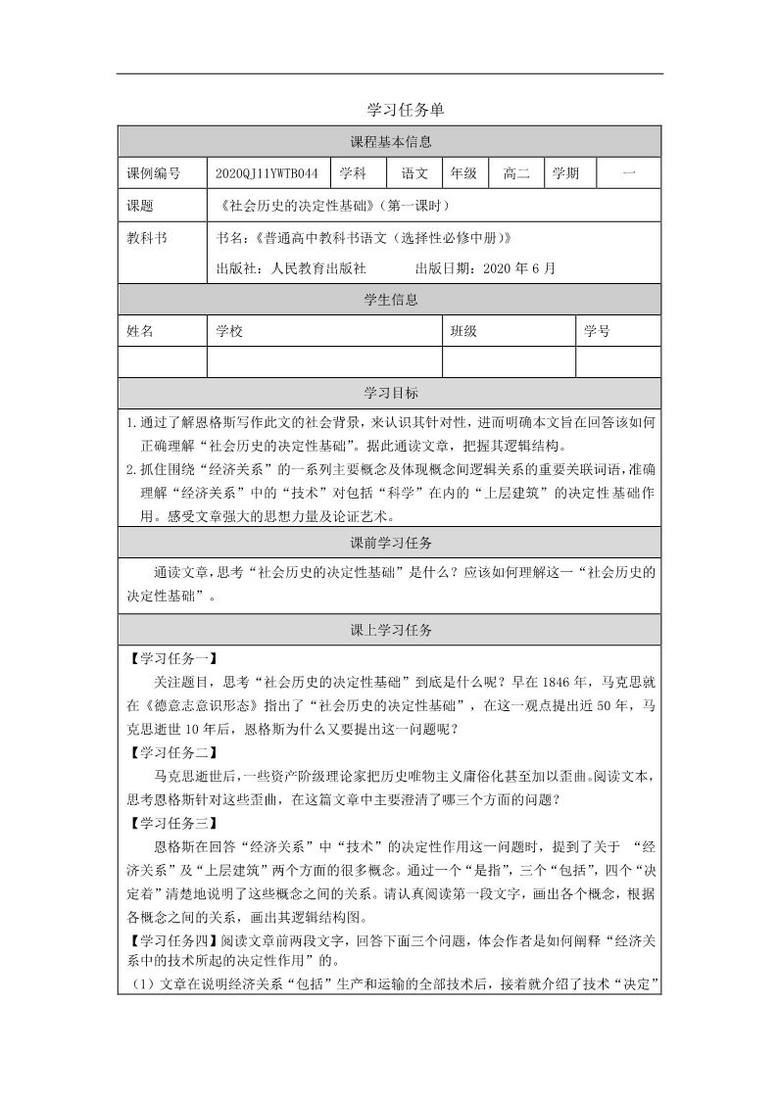 学习任务单
课程基本信息
课例编号 2020QJ11YWTB044 学科 语文 年级 高二 学期 一
课题 《社会历史的决定性基础》（第一课时）
教科书 书名：《普通高中教科书语文（选择性必修中册）》
出版社：人民教育出版社 出版日期：2020 年 6 月
学生信息
姓名 学校 班级 学号
学习目标
1.通过了解恩格斯写作此文的社会背景，来认识其针对性，进而明确本文旨在回答该如何
正确理解“社会历史的决定性基础”。据此通读文章，把握其逻辑结构。
2.抓住围绕“经济关系”的一系列主要概念及体现概念间逻辑关系的重要关联词语，准确
理解“经济关系”中的“技术”对包括“科学”在内的“上层建筑”的决定性基础作
用。感受文章强大的思想力量及论证艺术。
课前学习任务
通读文章，思考“社会历史的决定性基础”是什么？应该如何理解这一“社会历史的
决定性基础”。
课上学习任务
【学习任务一】
关注题目，思考“社会历史的决定性基础”到底是什么呢？早在 1846 年，马克思就
在《德意志意识形态》指出了“社会历史的决定性基础”，在这一观点提出近 50 年，马
克思逝世 10 年后，恩格斯为什么又要提出这一问题呢？
【学习任务二】
马克思逝世后，一些资产阶级理论家把历史唯物主义庸俗化甚至加以歪曲。阅读文本，
思考恩格斯针对这些歪曲，在这篇文章中主要澄清了哪三个方面的问题？
【学习任务三】
恩格斯在回答“经济关系”中“技术”的决定性作用这一问题时，提到了关于 “经
济关系”及“上层建筑”两个方面的很多概念。通过一个“是指”，三个“包括”，四个“决
定着”清楚地说明了这些概念之间的关系。请认真阅读第一段文字，画出各个概念，根据
各概念之间的关系，画出其逻辑结构图。
【学习任务四】阅读文章前两段文字，回答下面三个问题，体会作者是如何阐释“经济关
系中的技术所起的决定性作用”的。
（1）文章在说明经济关系“包括”生产和运输的全部技术后，接着就介绍了技术“决定”